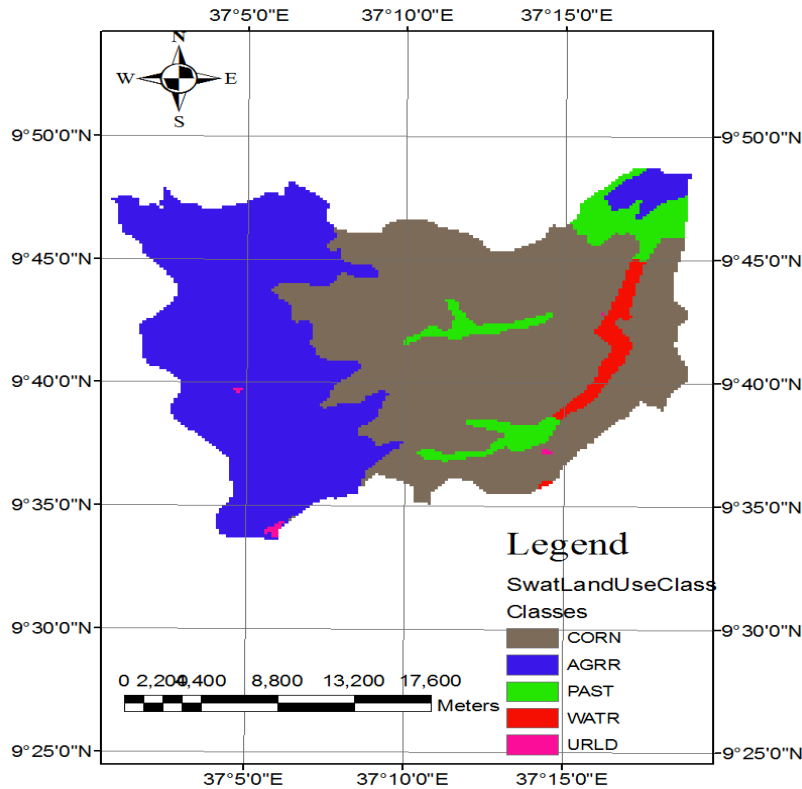 37°5'0"E 37°10'0"E 37°15'0"E
N
W E
S
9°50'0"N 9°50'0"N
9°45'0"N 9°45'0"N
9°40'0"N 9°40'0"N
9°35'0"N 9°35'0"N
Legend
SwatLandUseClass
Classes
CORN
AGRR
PAST
WATR
URLD
9°30'0"N 9°30'0"N
0 2,200 4,400 8,800 13,200 17,600
Meters
9°25'0"N 9°25'0"N
37°5'0"E 37°10'0"E 37°15'0"E